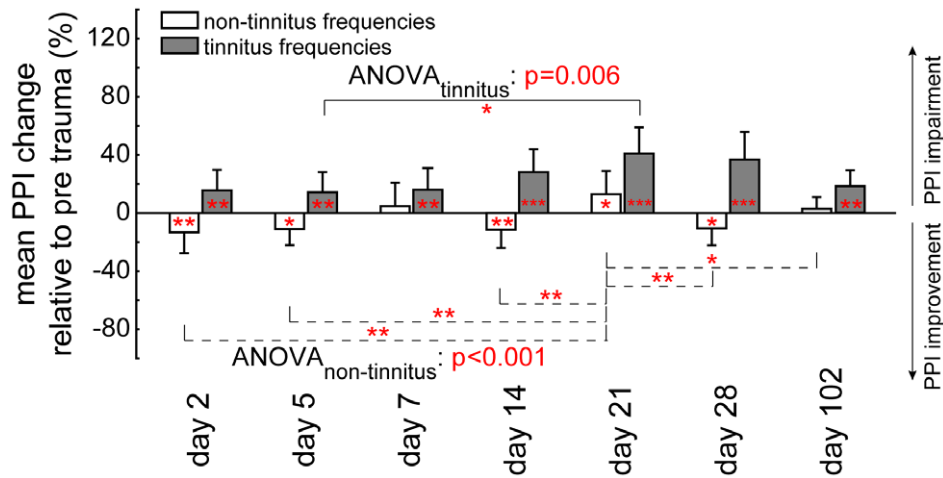 non-tinnitus frequencies
tinnitus frequencies
mean PPI change
relative to pre trauma (%)
120
80
40
0
-40
-80
ANOVAtinnitus: p=0.006
*
** ** * ** ** ** *** * *** * *** **
*
**
**
**
**
ANOVAnon-tinnitus: p<0.001
day 2
day 5
day 7
day 14
day 21
day 28
day 102
PPI impairment
PPI improvement